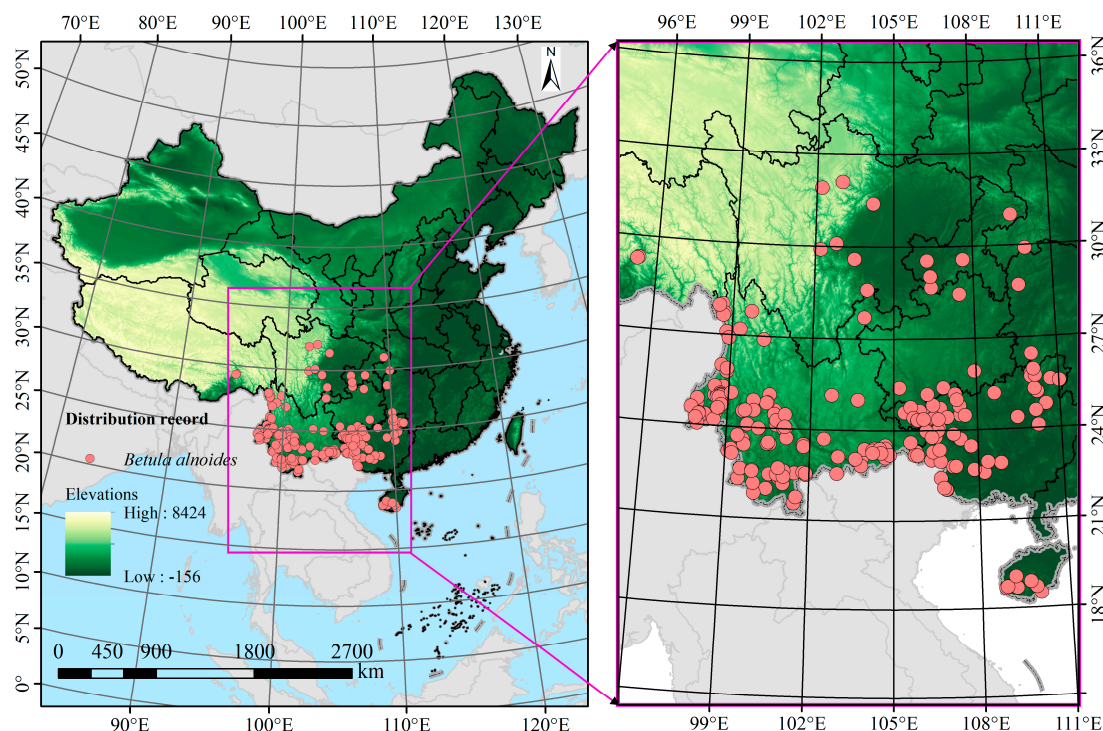 70°E 80°E 90°E 100°E 110°E 120°E 130°E
96°E 99°E 102°E 105°E 108°E 111°E
N
50°N
45°N
40°N
35°N
30°N
25°N
20°N
15°N
10°N
5°N
0°
36°N
33°N
30°N
27°N
24°N
21°N
18°N
Distribution record
Betula alnoides
Elevations
High : 8424
Low : -156
0 450 900 1800 2700
km
90°E 100°E 110°E 120°E
99°E 102°E 105°E 108°E 111°E